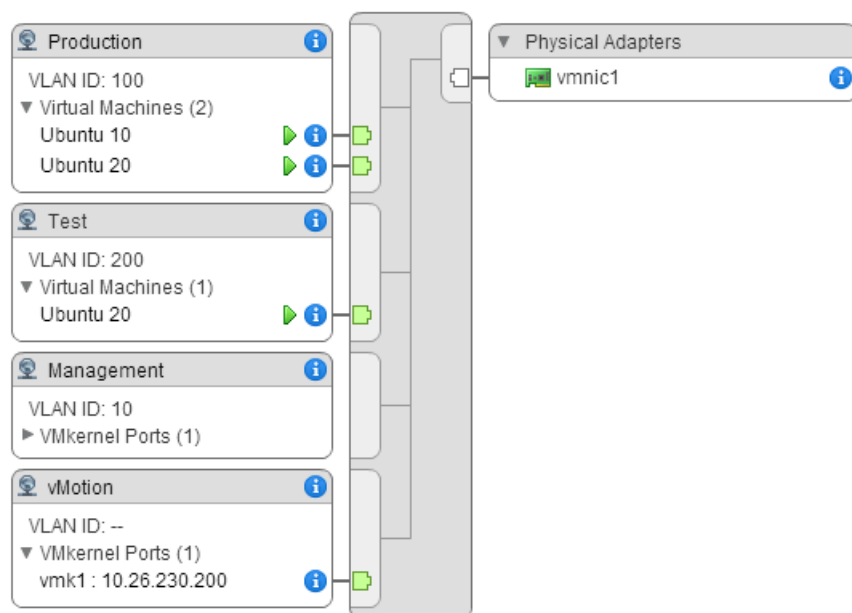 Production
VLAN ID: 100
Virtual Machines (2)
Ubuntu 10
Ubuntu 20
Test
VLAN ID: 200
Virtual Machines (1)
Ubuntu 20
Management
VLAN ID: 10
VMkernel Ports (1)
vMotion
VLAN ID: --
VMkernel Ports (1)
vmk1 : 10.26.230.200
Physical Adapters
vmnic1